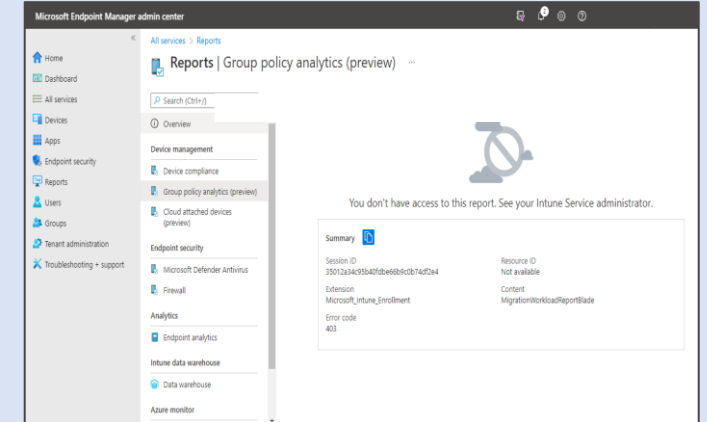 Microsoft Endpoint Manager admin center
All services > Reports
Reports | Group policy analytics (preview) ...
Home
Dashboard
All services
Devices
Apps
Endpoint security
Reports
Users
Groups
Tenant administration
Troubleshooting + support
Search (Ctrl+/)
Overview
Device management
Device compliance
Group policy analytics (preview)
Cloud attached devices
(preview)
Endpoint security
Microsoft Defender Antivirus
Firewall
Analytics
Endpoint analytics
Intune data warehouse
Data warehouse
Azure monitor
You don't have access to this report. See your Intune Service administrator.
Summary
Session ID
35012a34c95b40fdbe66b9c0b74df2e4
Resource ID
Not available
Extension
Microsoft_Intune_Enrollment
Content
MigrationWorkloadReportBlade
Error code
403